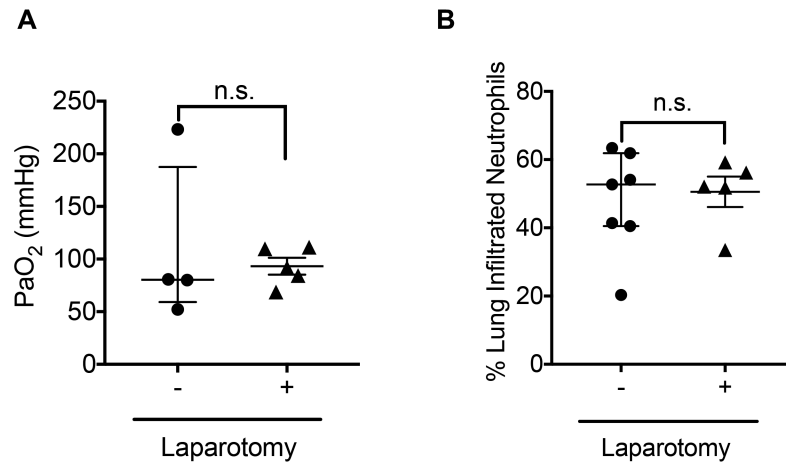 A
PaO2 (mmHg)
250
200
150
100
50
0
n.s.
-
+
Laparotomy
B
% Lung Infiltrated Neutrophils
80
60
40
20
0
n.s.
-
+
Laparotomy